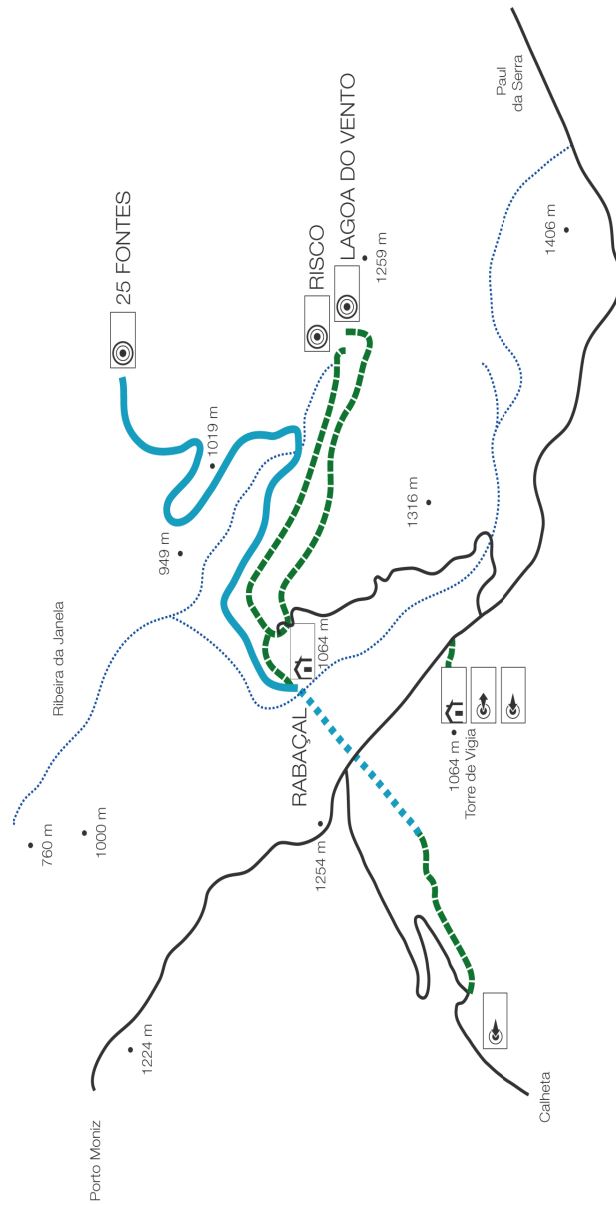 Porto Moniz
1224 m
760 m
1000 m
Ribeira da Janela
949 m
1019 m
25 FONTES
RISCO
LAGOA DO VENTO
1259 m
RABAÇAL
1064 m
1254 m
1316 m
1064 m
Torre de Vigia
1406 m
Paul
da Serra
Calheta